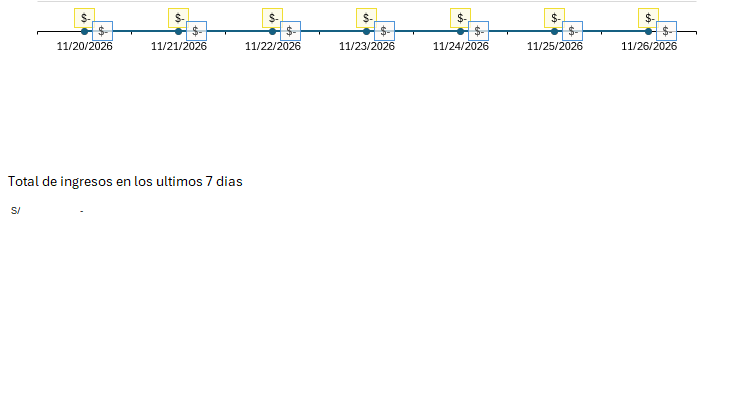 $- $- $- $- $- $- $-
$- $- $- $- $- $- $-
11/20/2026 11/21/2026 11/22/2026 11/23/2026 11/24/2026 11/25/2026 11/26/2026
Total de ingresos en los ultimos 7 dias
S/ -